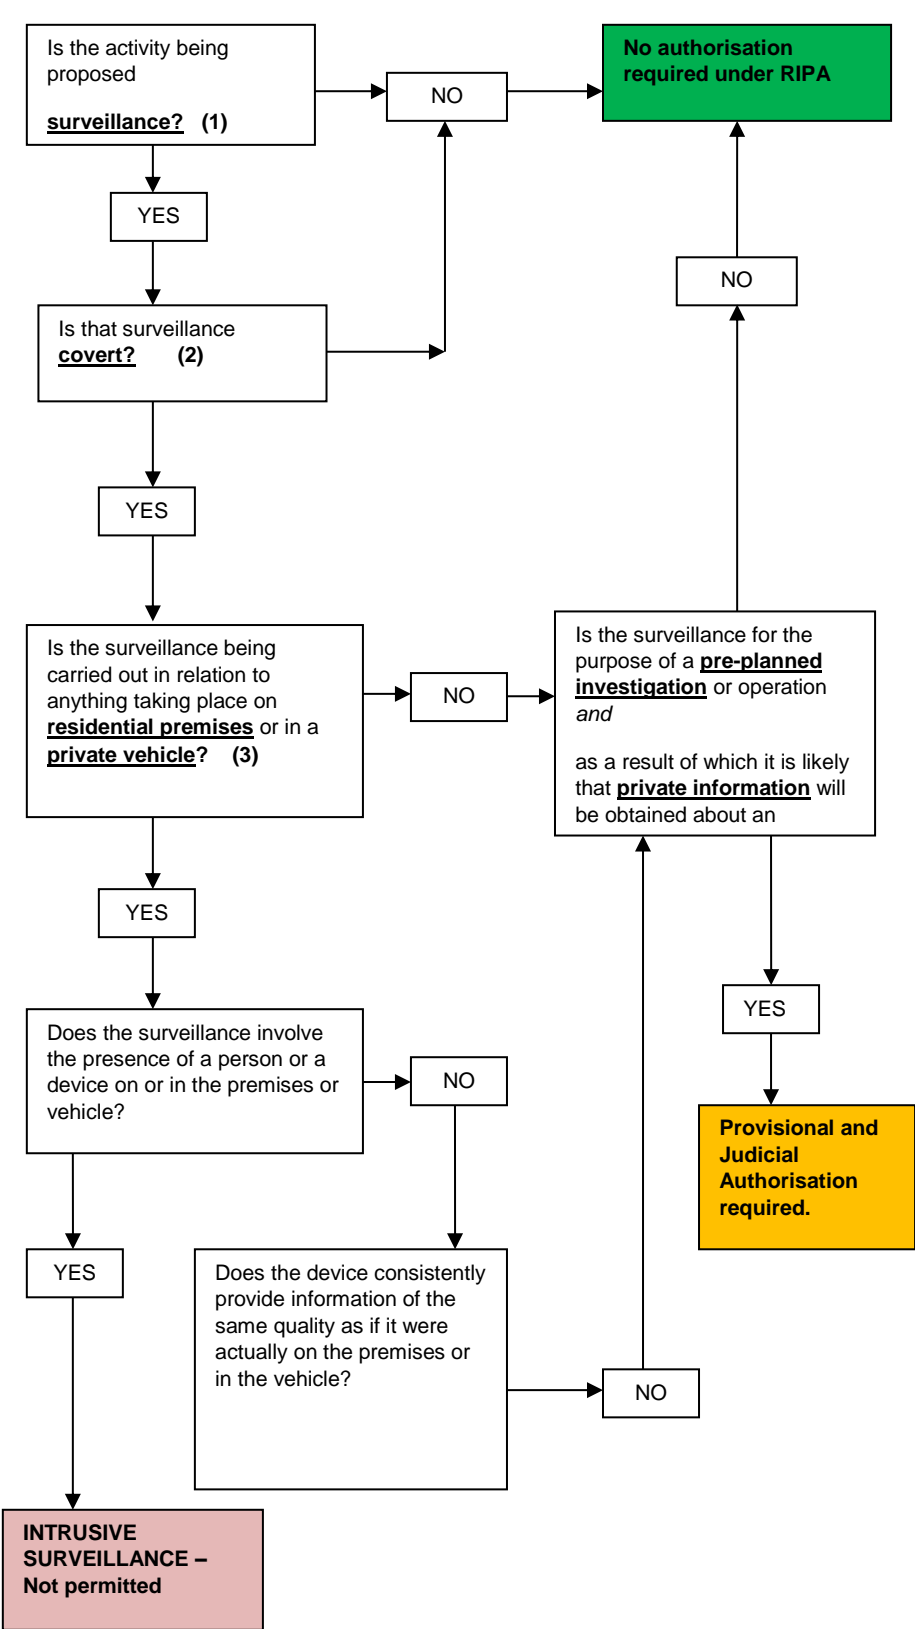 Is the activity being
proposed
surveillance? (1)
NO
No authorisation
required under RIPA
YES
Is that surveillance
covert? (2)
NO
YES
Is the surveillance being
carried out in relation to
anything taking place on
residential premises or in a
private vehicle? (3)
NO
Is the surveillance for the
purpose of a pre-planned
investigation or operation
and
as a result of which it is likely
that private information will
be obtained about an
YES
Does the surveillance involve
the presence of a person or a
device on or in the premises or
vehicle?
NO
YES
Provisional and
Judicial
Authorisation
required.
YES
Does the device consistently
provide information of the
same quality as if it were
actually on the premises or
in the vehicle?
NO
INTRUSIVE
SURVEILLANCE –
Not permitted